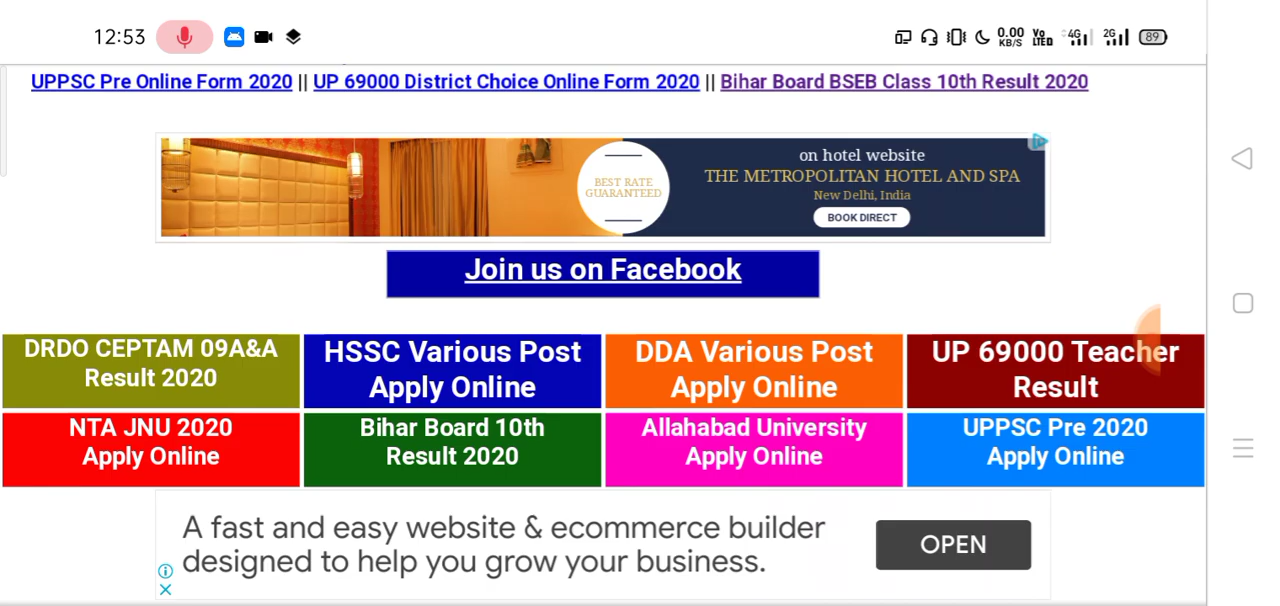 12:53
0.00 KB/S Vo LTED 4G 2G 89
UPPSC Pre Online Form 2020 || UP 69000 District Choice Online Form 2020 || Bihar Board BSEB Class 10th Result 2020
BEST RATE
GUARANTEED
on hotel website
THE METROPOLITAN HOTEL AND SPA
New Delhi, India
BOOK DIRECT
Join us on Facebook
DRDO CEPTAM 09A&A
Result 2020
HSSC Various Post
Apply Online
DDA Various Post
Apply Online
UP 69000 Teacher
Result
NTA JNU 2020
Apply Online
Bihar Board 10th
Result 2020
Allahabad University
Apply Online
UPPSC Pre 2020
Apply Online
A fast and easy website & ecommerce builder
designed to help you grow your business.
OPEN